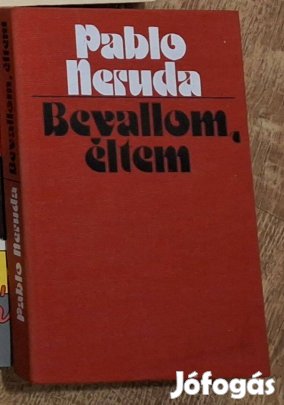 Pablo
Neruda
Bevallom,
éltem
Pablo Neruda Bevallom, éltem
Jófogás